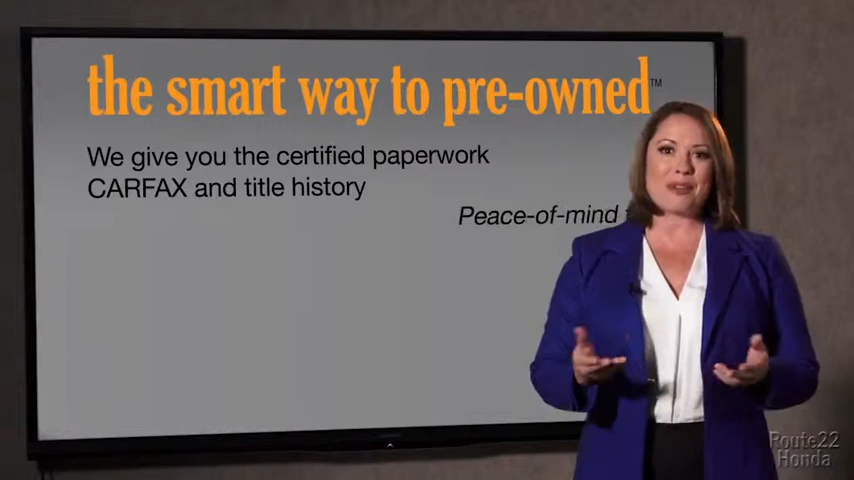 the smart way to pre-owned™
We give you the certified paperwork
CARFAX and title history
Peace-of-mind
Route22
Honda